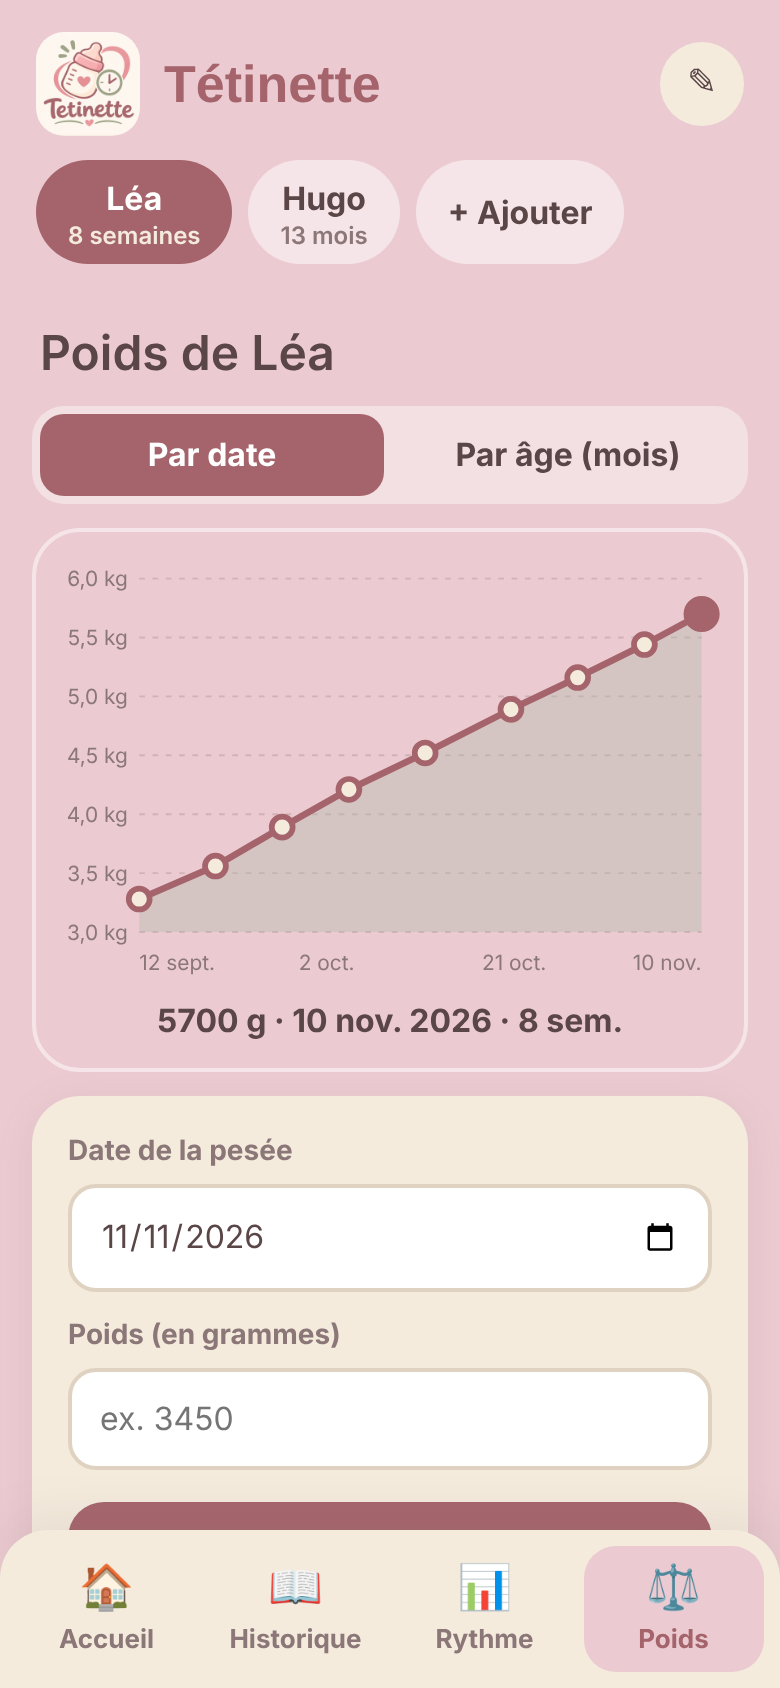 Tetinette
Tétinette
Léa
8 semaines
Hugo
13 mois
+ Ajouter
Poids de Léa
Par date
Par âge (mois)
6,0 kg
5,5 kg
5,0 kg
4,5 kg
4,0 kg
3,5 kg
3,0 kg
12 sept.
2 oct.
21 oct.
10 nov.
5700 g · 10 nov. 2026 · 8 sem.
Date de la pesée
11/11/2026
Poids (en grammes)
ex. 3450
Accueil
Historique
Rythme
Poids